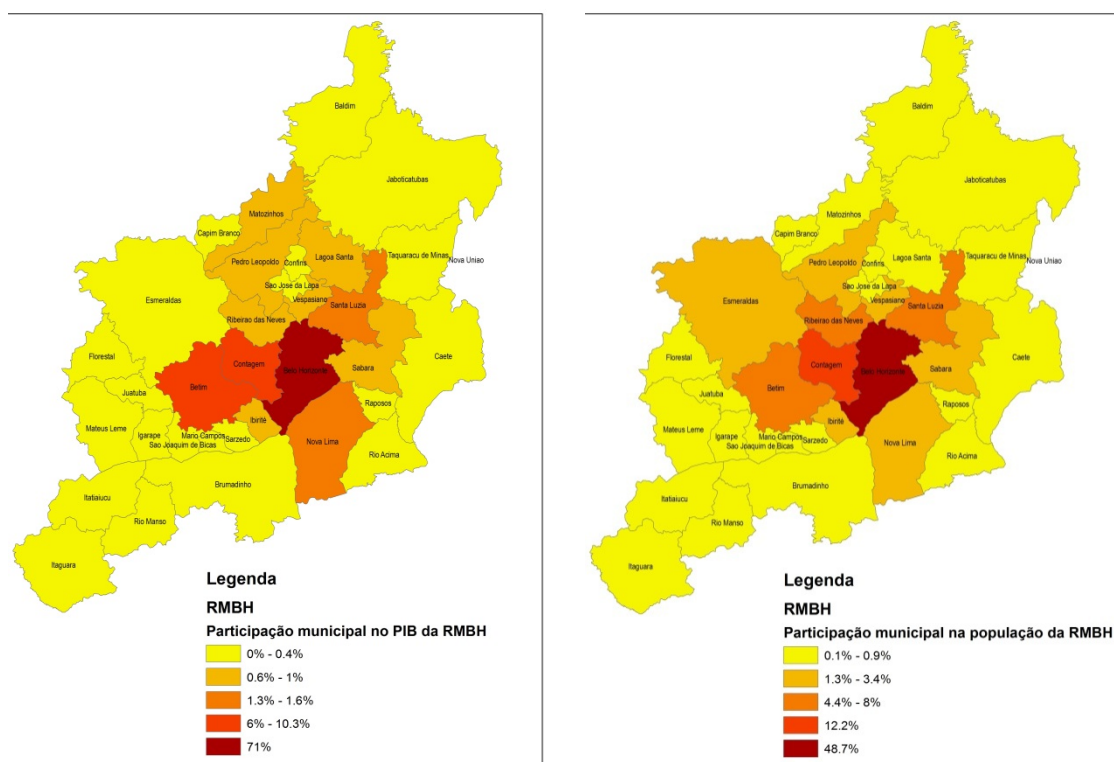 Baldim
Jaboticatubas
Matozinhos
Capim Branco
Taquaracu de Minas
Nova Uniao
Pedro Leopoldo
Confins
Lagoa Santa
Sao Jose da Lapa
Esmeraldas
Vespasiano
Santa Luzia
Ribeirao das Neves
Florestal
Contagem
Belo Horizonte
Sabara
Caete
Juatuba
Betim
Raposos
Mateus Leme
Igarape
Mario Campos
Ibirité
Sao Joaquim de Bicas
Sarzedo
Nova Lima
Rio Acima
Brumadinho
Itatiaiucu
Rio Manso
Itaguara
Legenda
RMBH
Participação municipal no PIB da RMBH
0% - 0.4%
0.6% - 1%
1.3% - 1.6%
6% - 10.3%
71%
Baldim
Jaboticatubas
Matozinhos
Capim Branco
Taquaracu de Minas
Nova Uniao
Pedro Leopoldo
Confins
Lagoa Santa
Sao Jose da Lapa
Esmeraldas
Vespasiano
Santa Luzia
Ribeirao das Neves
Florestal
Contagem
Belo Horizonte
Sabara
Caete
Juatuba
Betim
Raposos
Mateus Leme
Igarape
Mario Campos
Ibirité
Sao Joaquim de Bicas
Sarzedo
Nova Lima
Rio Acima
Brumadinho
Itatiaiucu
Rio Manso
Itaguara
Legenda
RMBH
Participação municipal na população da RMBH
0.1% - 0.9%
1.3% - 3.4%
4.4% - 8%
12.2%
48.7%